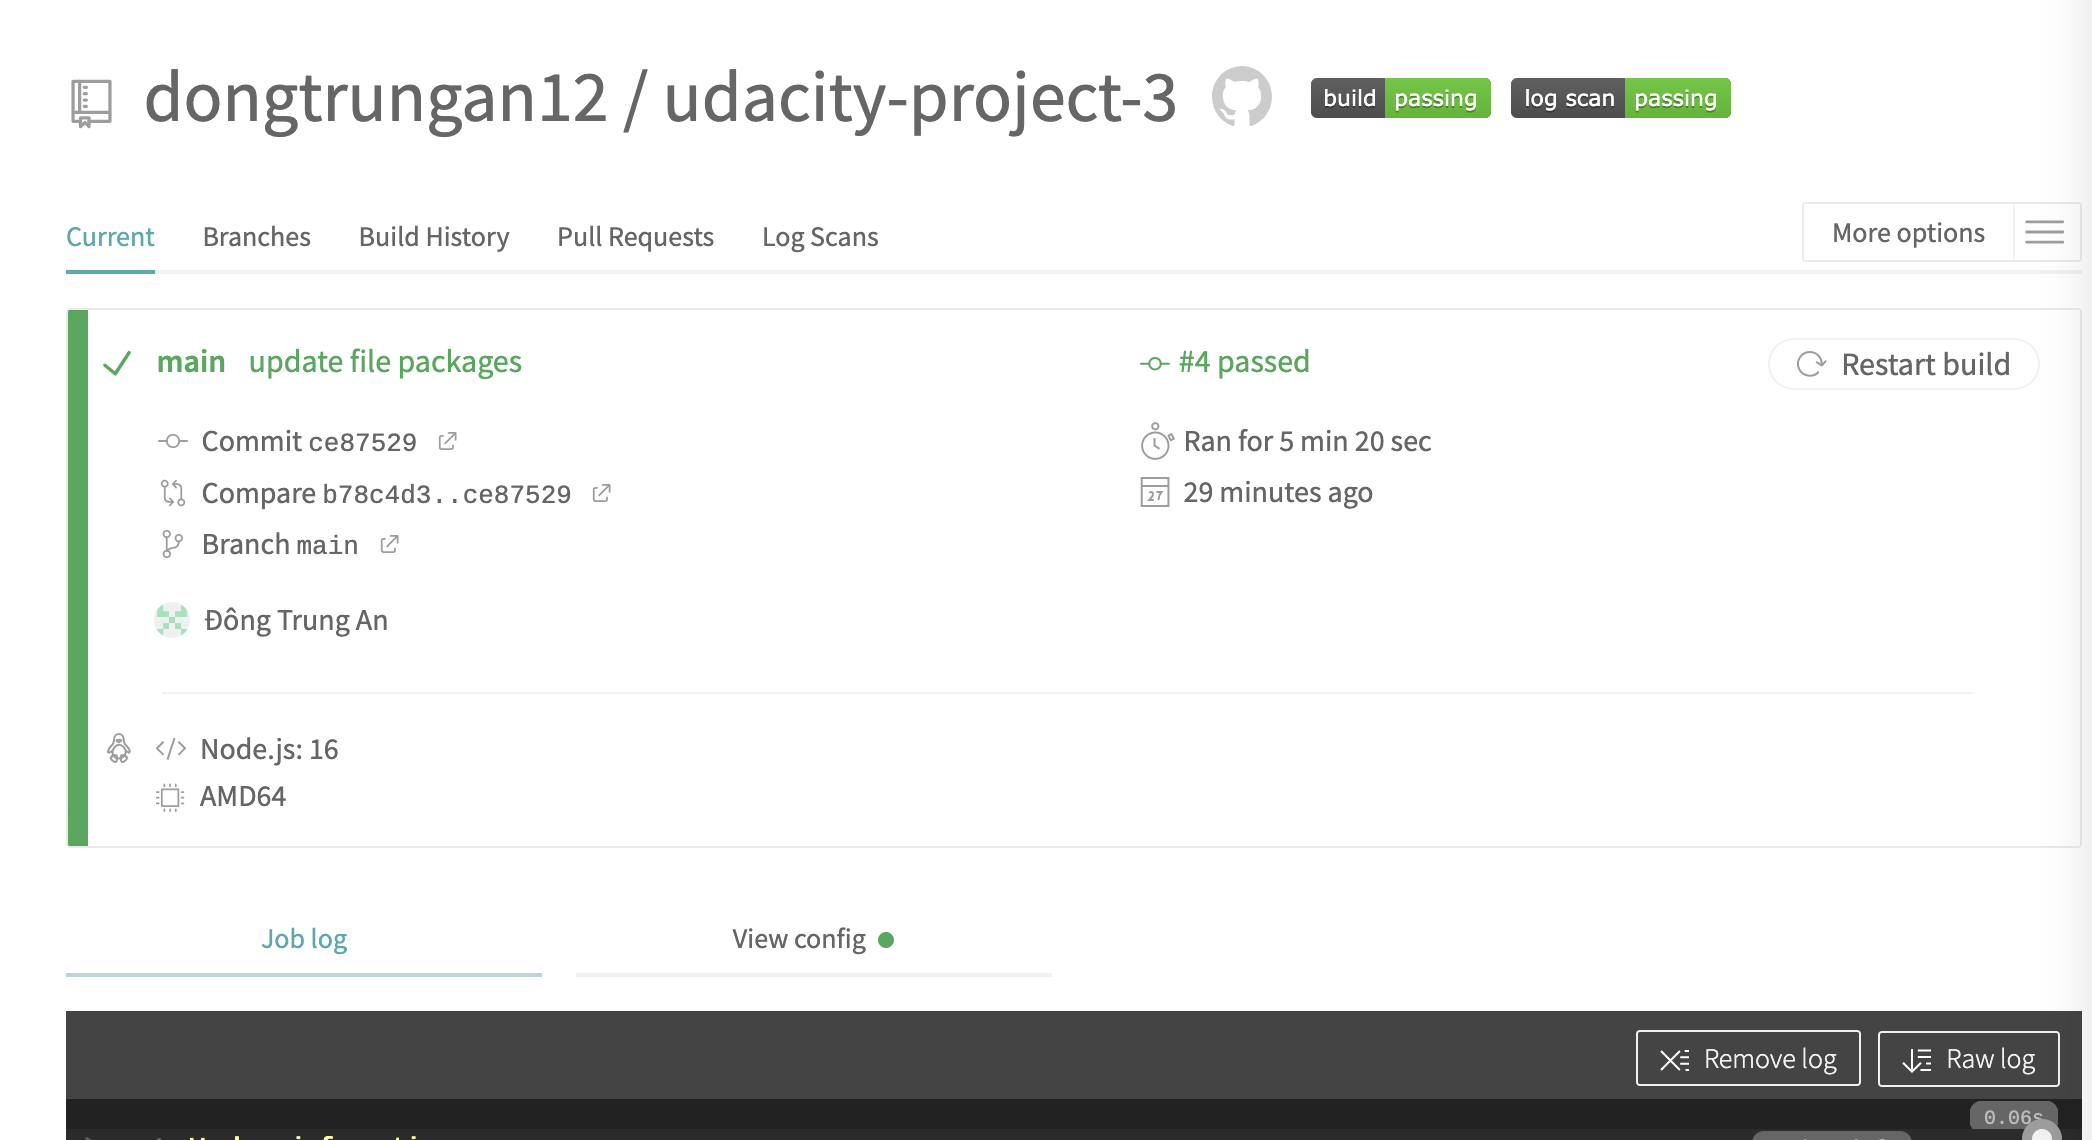 dongtrungan12 / udacity-project-3
build passing
log scan passing
Current Branches Build History Pull Requests Log Scans
More options
main update file packages
#4 passed
Restart build
Commit ce87529
Ran for 5 min 20 sec
Compare b78c4d3..ce87529
27
29 minutes ago
Branch main
Đông Trung An
</> Node.js: 16
AMD64
Job log
View config
Remove log
Raw log
0.06s